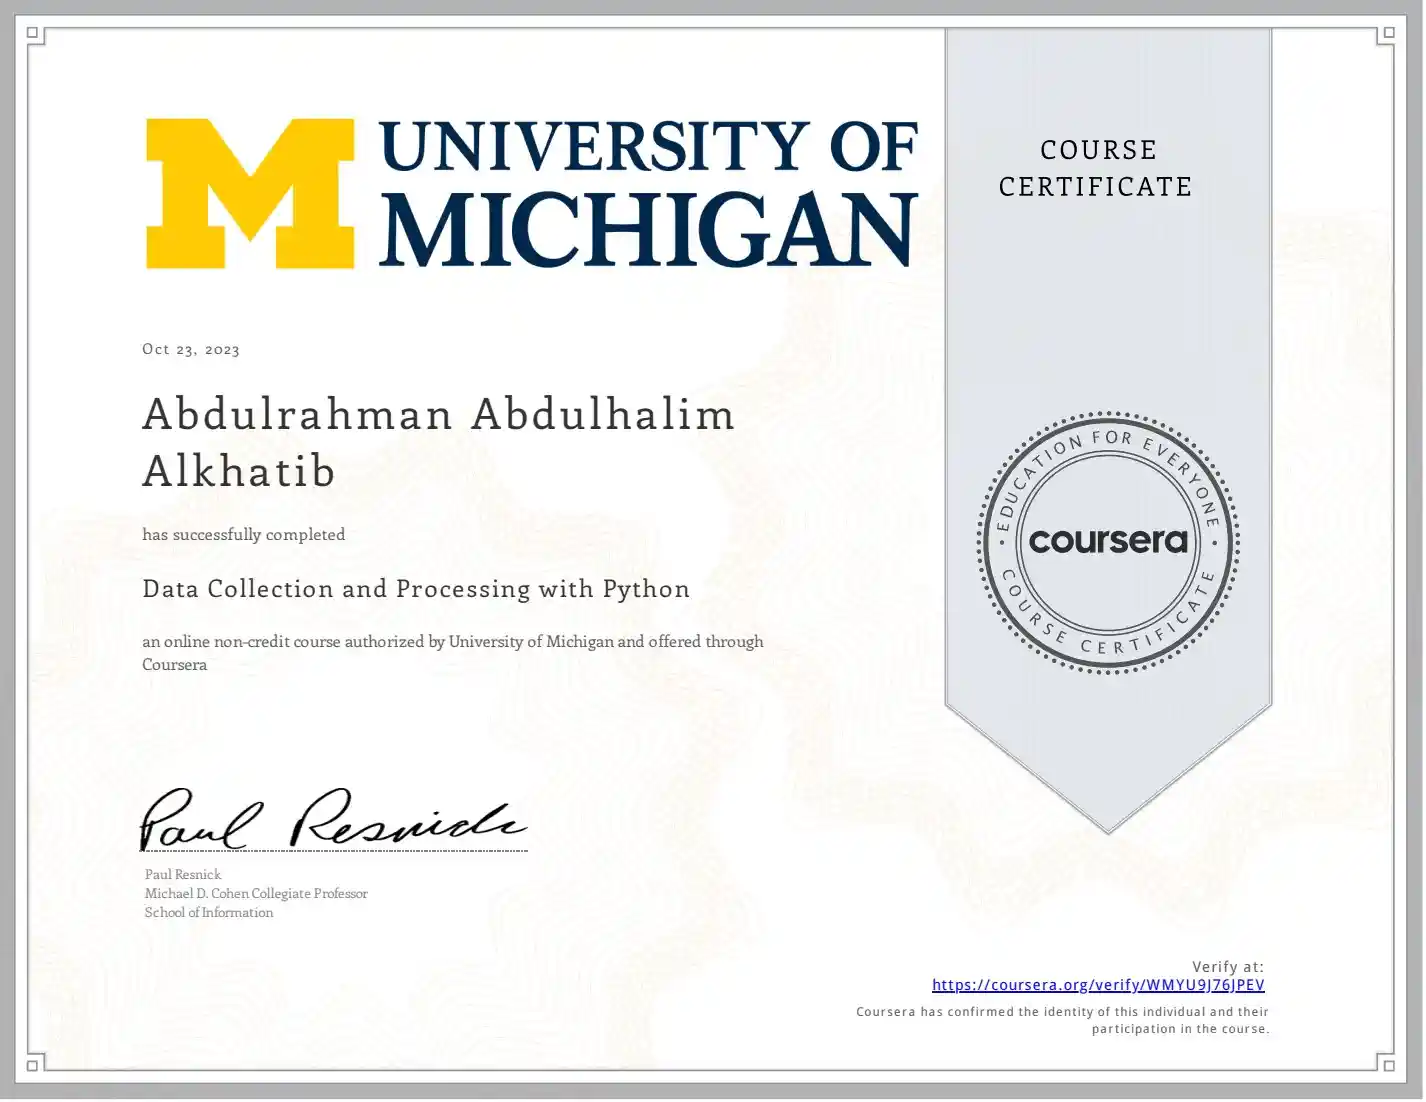 UNIVERSITY OF
MICHIGAN
COURSE
CERTIFICATE
Oct 23, 2023
Abdulrahman Abdulhalim
Alkhatib
has successfully completed
Data Collection and Processing with Python
an online non-credit course authorized by University of Michigan and offered through
Coursera
EDUCATION FOR EVERYONE
coursera
COURSE CERTIFICATE
Paul Resnick
Paul Resnick
Michael D. Cohen Collegiate Professor
School of Information
Verify at:
https://coursera.org/verify/WMYU9J76JPEV
Coursera has confirmed the identity of this individual and their
participation in the course.